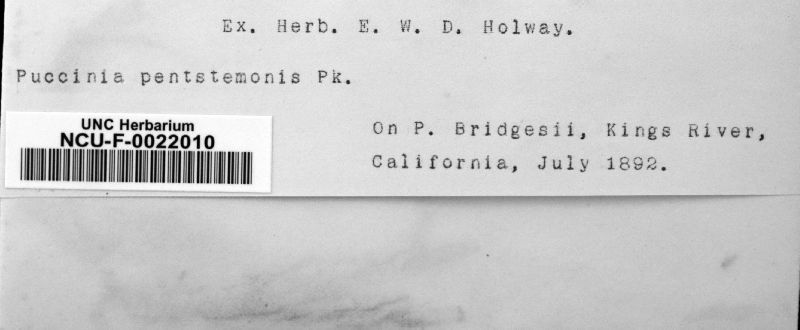 Ex. Herb. E. W. D. Holway.
Puccinia pentstemonis Pk.
UNC Herbarium
NCU-F-0022010
On P. Bridgesii, Kings River,
California, July 1892.